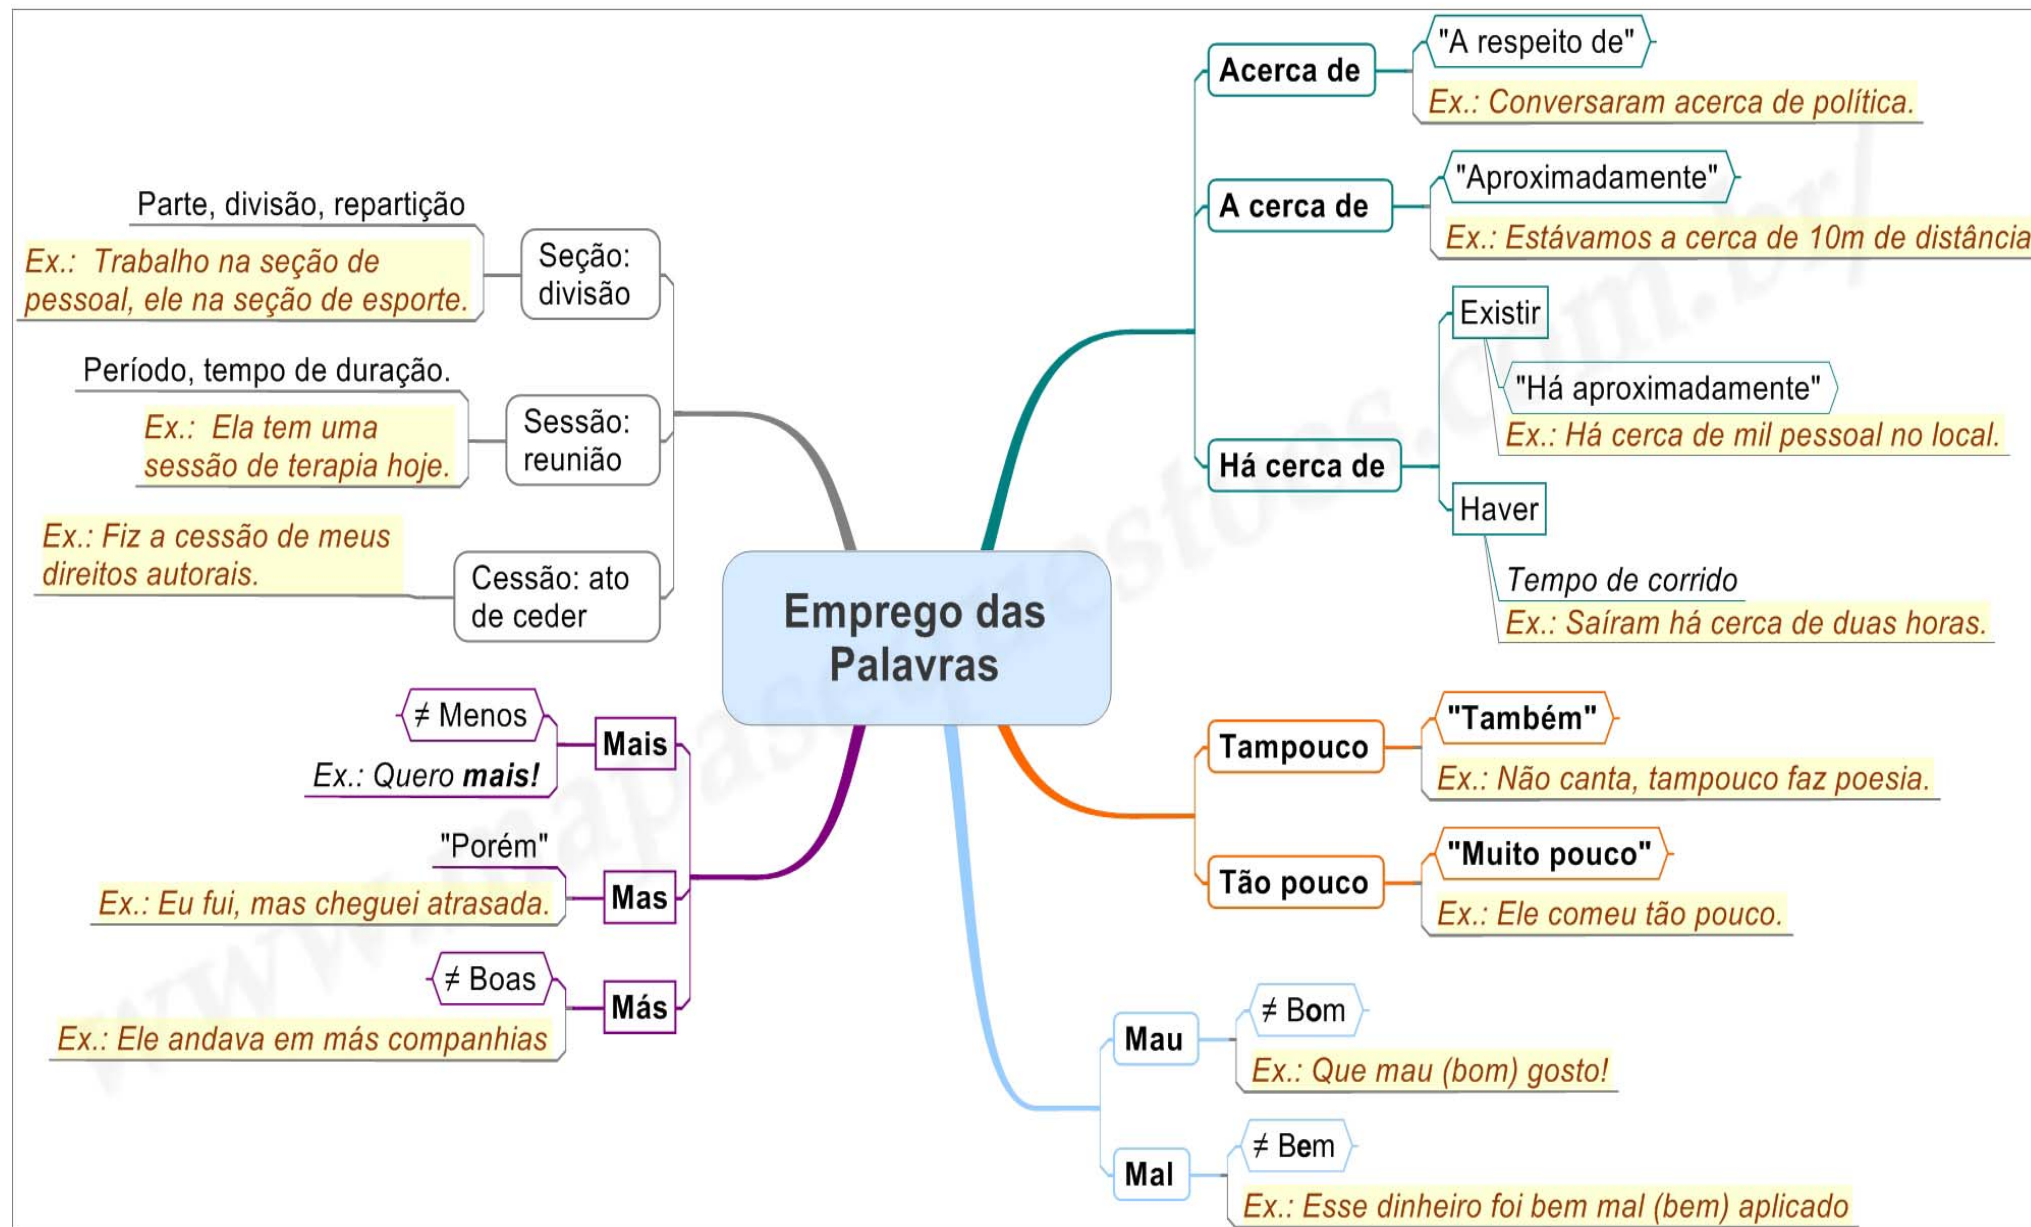 Emprego das
Palavras
Acerca de
"A respeito de"
Ex.: Conversaram acerca de política.
A cerca de
"Aproximadamente"
Ex.: Estávamos a cerca de 10m de distância
Há cerca de
Existir
"Há aproximadamente"
Ex.: Há cerca de mil pessoal no local.
Haver
Tempo de corrido
Ex.: Saíram há cerca de duas horas.
Tampouco
"Também"
Ex.: Não canta, tampouco faz poesia.
Tão pouco
"Muito pouco"
Ex.: Ele comeu tão pouco.
Mau
≠ Bom
Ex.: Que mau (bom) gosto!
Mal
≠ Bem
Ex.: Esse dinheiro foi bem mal (bem) aplicado
Seção:
divisão
Parte, divisão, repartição
Ex.: Trabalho na seção de
pessoal, ele na seção de esporte.
Sessão:
reunião
Período, tempo de duração.
Ex.: Ela tem uma
sessão de terapia hoje.
Cessão: ato
de ceder
Ex.: Fiz a cessão de meus
direitos autorais.
Mais
≠ Menos
Ex.: Quero mais!
Mas
"Porém"
Ex.: Eu fui, mas cheguei atrasada.
Más
≠ Boas
Ex.: Ele andava em más companhias
www.mapasequestoes.com.br/